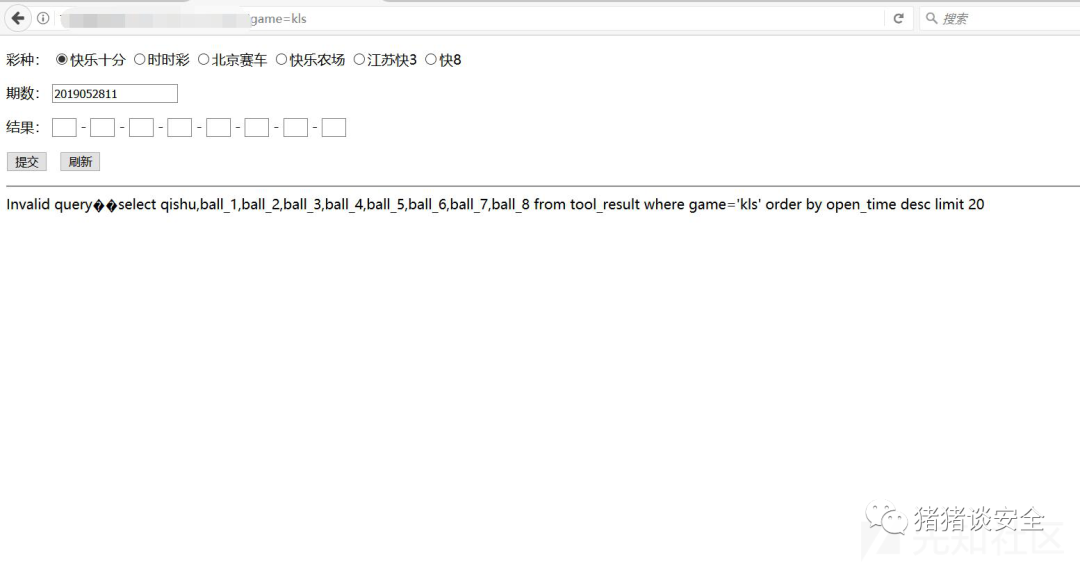 game=kls
搜索
彩种： 快乐十分 时时彩 北京赛车 快乐农场 江苏快3 快8
期数： 2019052811
结果： - - - - - - -
提交 刷新
Invalid query��select qishu,ball_1,ball_2,ball_3,ball_4,ball_5,ball_6,ball_7,ball_8 from tool_result where game='kls' order by open_time desc limit 20
猪猪谈安全
先知社区